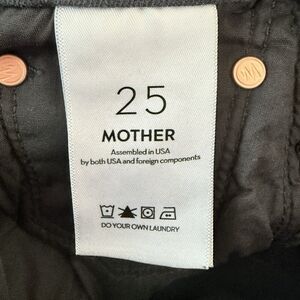 25
MOTHER
Assembled in USA
by both USA and foreign components
DO YOUR OWN LAUNDRY